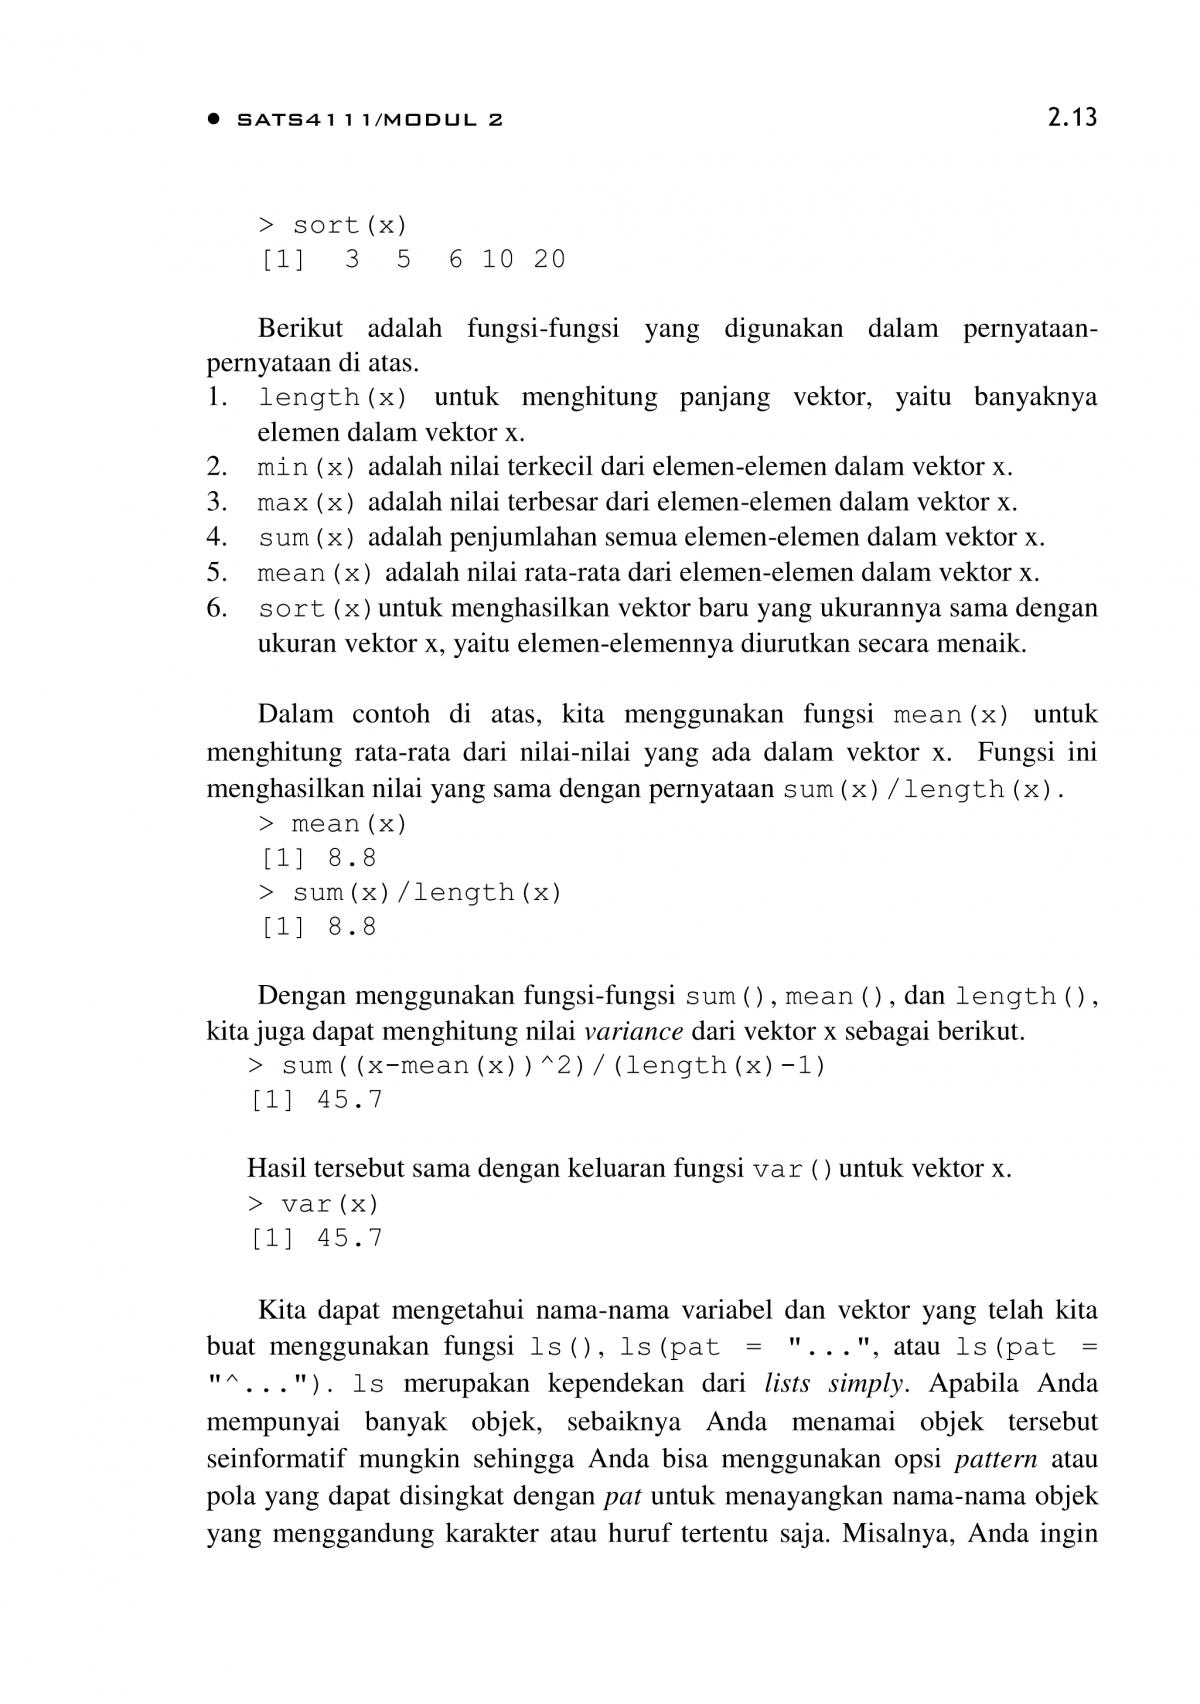 ● SATS4111/MODUL 2 2.13
> sort(x)
[1] 3 5 6 10 20
Berikut adalah fungsi-fungsi yang digunakan dalam pernyataan-
pernyataan di atas.
1. length(x) untuk menghitung panjang vektor, yaitu banyaknya
elemen dalam vektor x.
2. min(x) adalah nilai terkecil dari elemen-elemen dalam vektor x.
3. max(x) adalah nilai terbesar dari elemen-elemen dalam vektor x.
4. sum(x) adalah penjumlahan semua elemen-elemen dalam vektor x.
5. mean(x) adalah nilai rata-rata dari elemen-elemen dalam vektor x.
6. sort(x) untuk menghasilkan vektor baru yang ukurannya sama dengan
ukuran vektor x, yaitu elemen-elemennya diurutkan secara menaik.
Dalam contoh di atas, kita menggunakan fungsi mean(x) untuk
menghitung rata-rata dari nilai-nilai yang ada dalam vektor x. Fungsi ini
menghasilkan nilai yang sama dengan pernyataan sum(x)/length(x).
> mean(x)
[1] 8.8
> sum(x)/length(x)
[1] 8.8
Dengan menggunakan fungsi-fungsi sum(), mean(), dan length(),
kita juga dapat menghitung nilai variance dari vektor x sebagai berikut.
> sum((x-mean(x))^2)/(length(x)-1)
[1] 45.7
Hasil tersebut sama dengan keluaran fungsi var() untuk vektor x.
> var(x)
[1] 45.7
Kita dapat mengetahui nama-nama variabel dan vektor yang telah kita
buat menggunakan fungsi ls(), ls(pat = "...", atau ls(pat =
"^..."). ls merupakan kependekan dari lists simply. Apabila Anda
mempunyai banyak objek, sebaiknya Anda menamai objek tersebut
seinformatif mungkin sehingga Anda bisa menggunakan opsi pattern atau
pola yang dapat disingkat dengan pat untuk menayangkan nama-nama objek
yang menggandung karakter atau huruf tertentu saja. Misalnya, Anda ingin